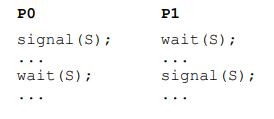 P0 P1
signal(S); wait(S);
... ...
wait(S); signal(S);
... ...